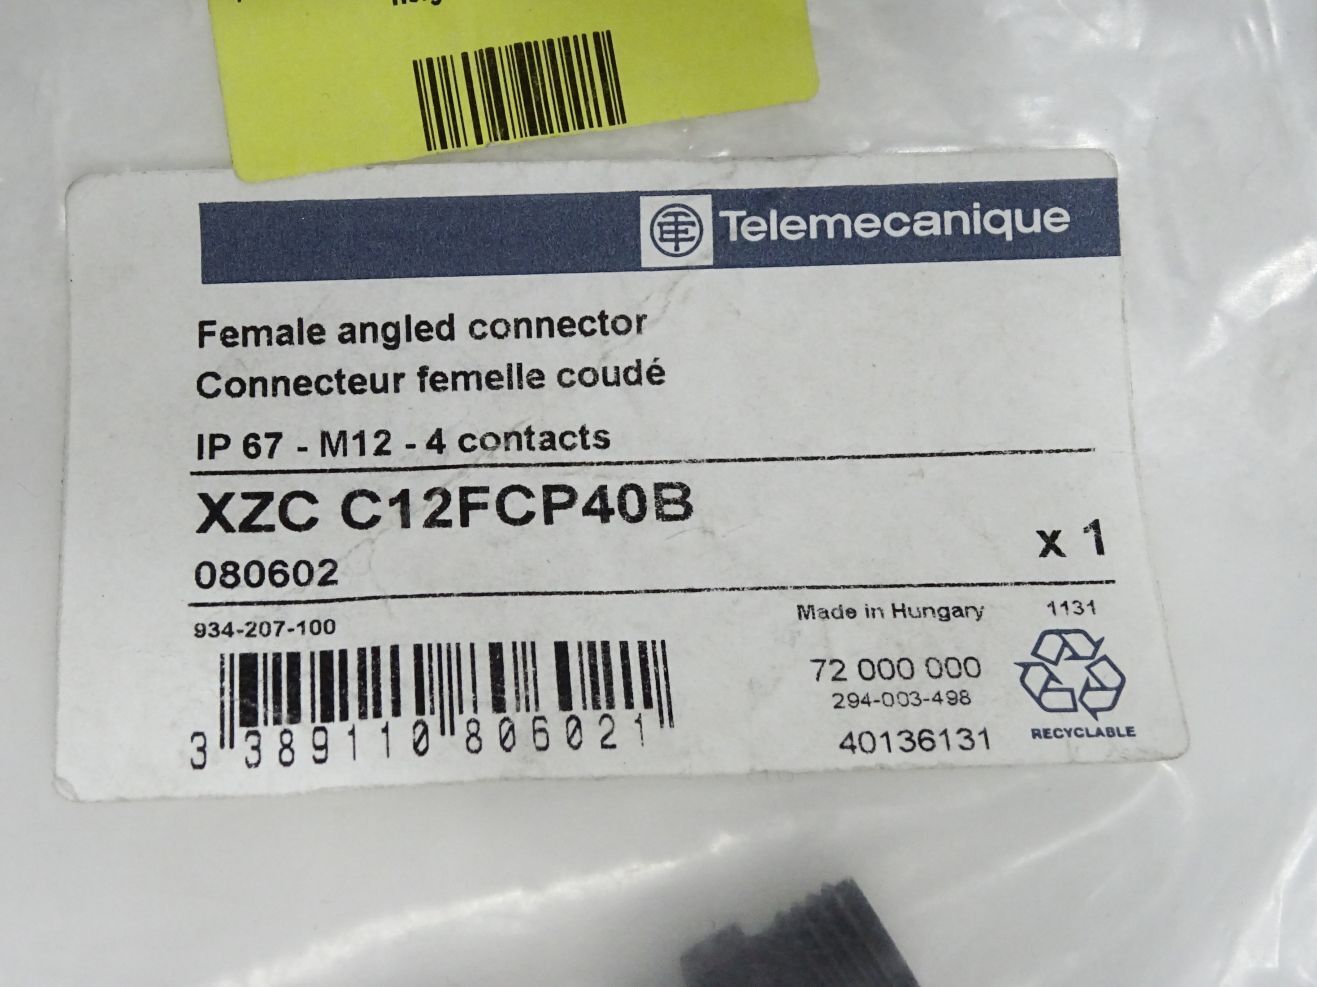 Telemecanique
Female angled connector
Connecteur femelle coudé
IP 67 - M12 - 4 contacts
XZC C12FCP40B
x 1
080602
934-207-100
Made in Hungary
1131
72 000 000
294-003-498
40136131
RECYCLABLE
3 389110 806021